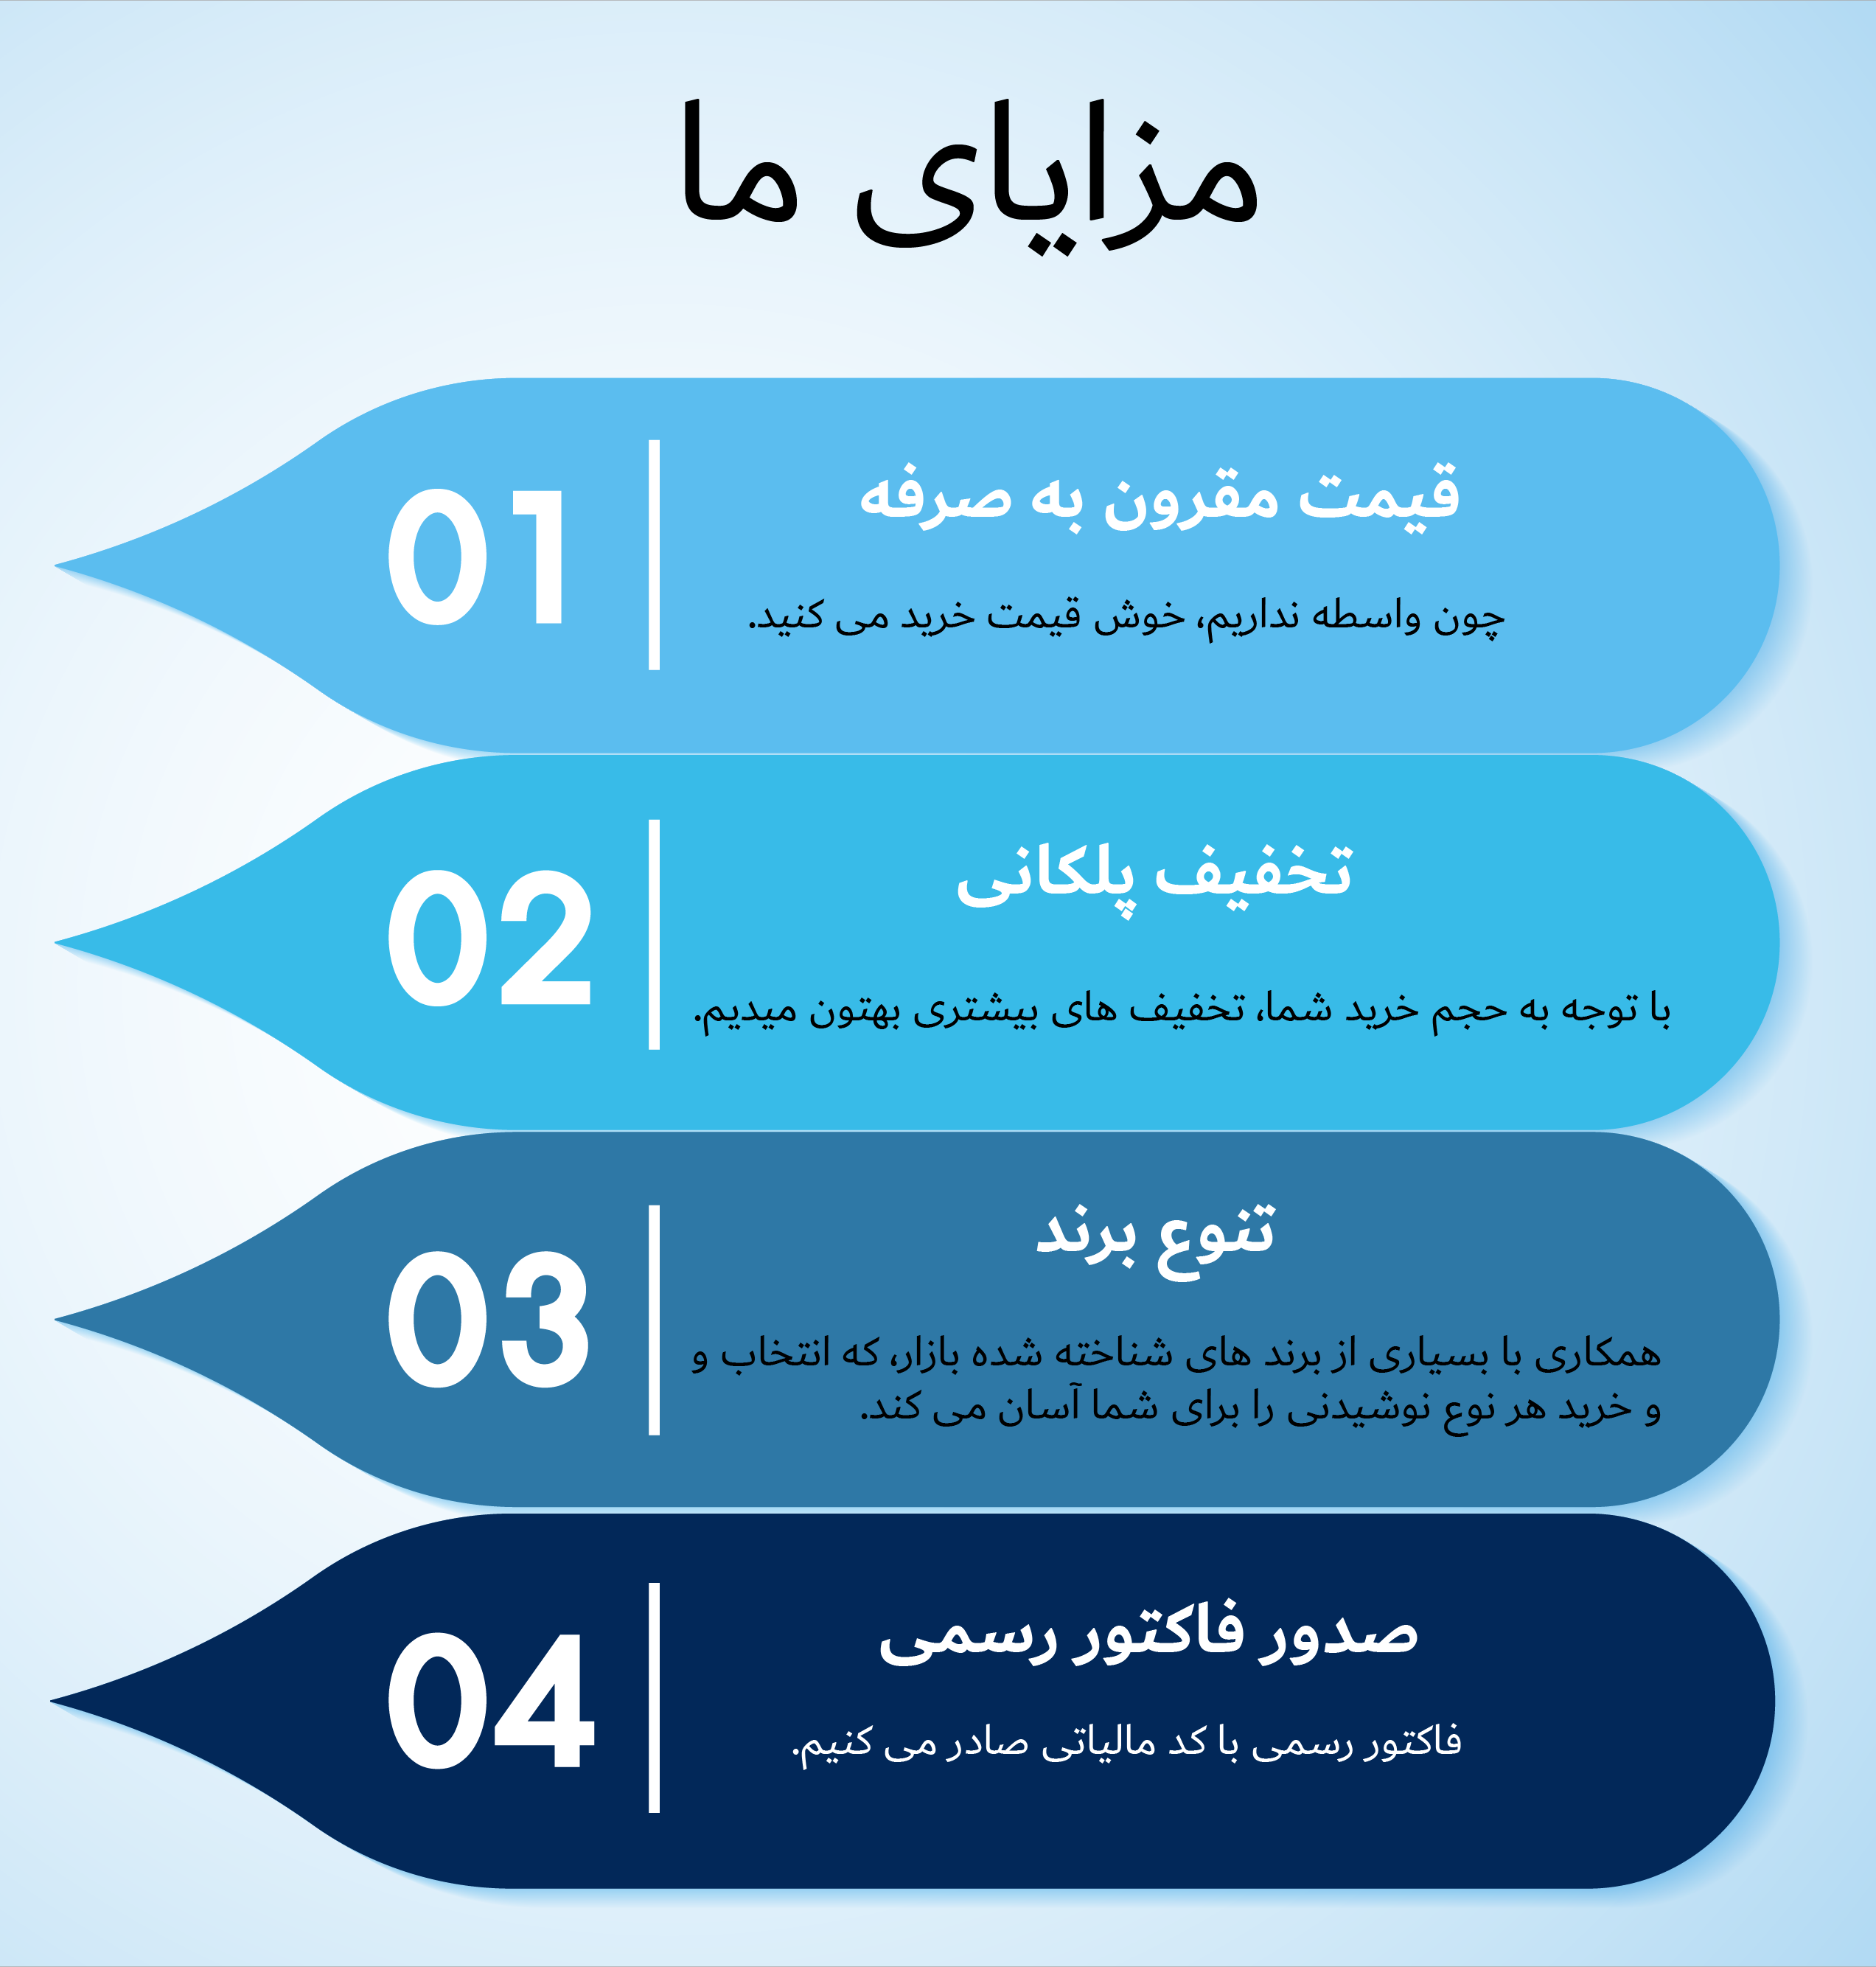 مزایای ما
01
قیمت مقرون به صرفه
چون واسطه نداریم، خوش قیمت خرید می کنید.
02
تخفیف پلکانی
با توجه به حجم خرید شما، تخفیف های بیشتری بهتون میدیم.
03
تنوع برند
همکاری با بسیاری از برند های شناخته شده بازار، که انتخاب و
و خرید هر نوع نوشیدنی را برای شما آسان می کند.
04
صدور فاکتور رسمی
فاکتور رسمی با کد مالیاتی صادر می کنیم.